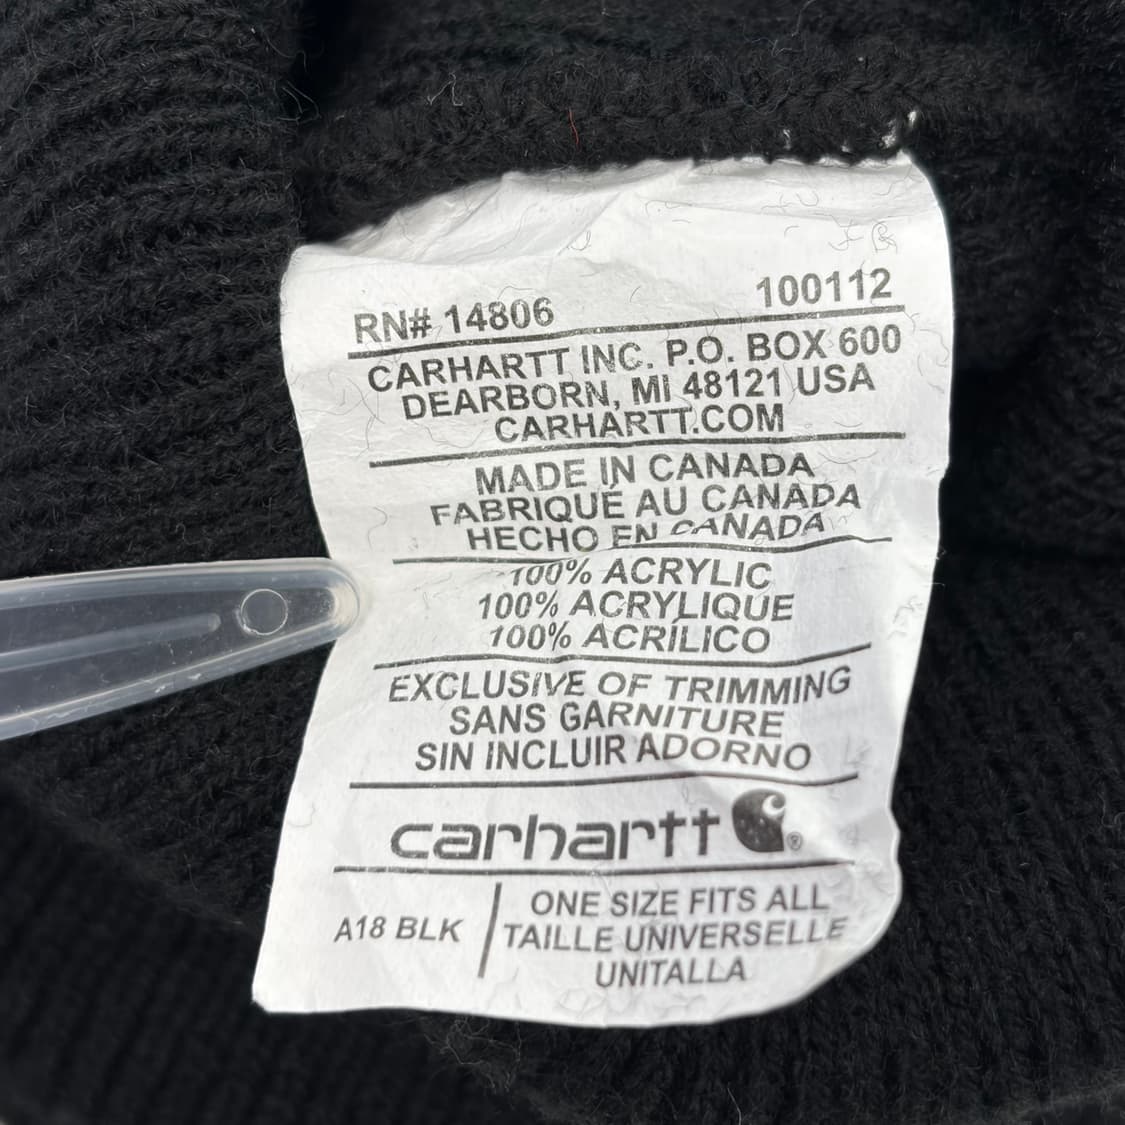 RN# 14806 100112
CARHARTT INC. P.O. BOX 600
DEARBORN, MI 48121 USA
CARHARTT.COM
MADE IN CANADA
FABRIQUÉ AU CANADA
HECHO EN CANADA
100% ACRYLIC
100% ACRYLIQUE
100% ACRÍLICO
EXCLUSIVE OF TRIMMING
SANS GARNITURE
SIN INCLUIR ADORNO
carhartt ®
A18 BLK
ONE SIZE FITS ALL
TAILLE UNIVERSELLE
UNITALLA